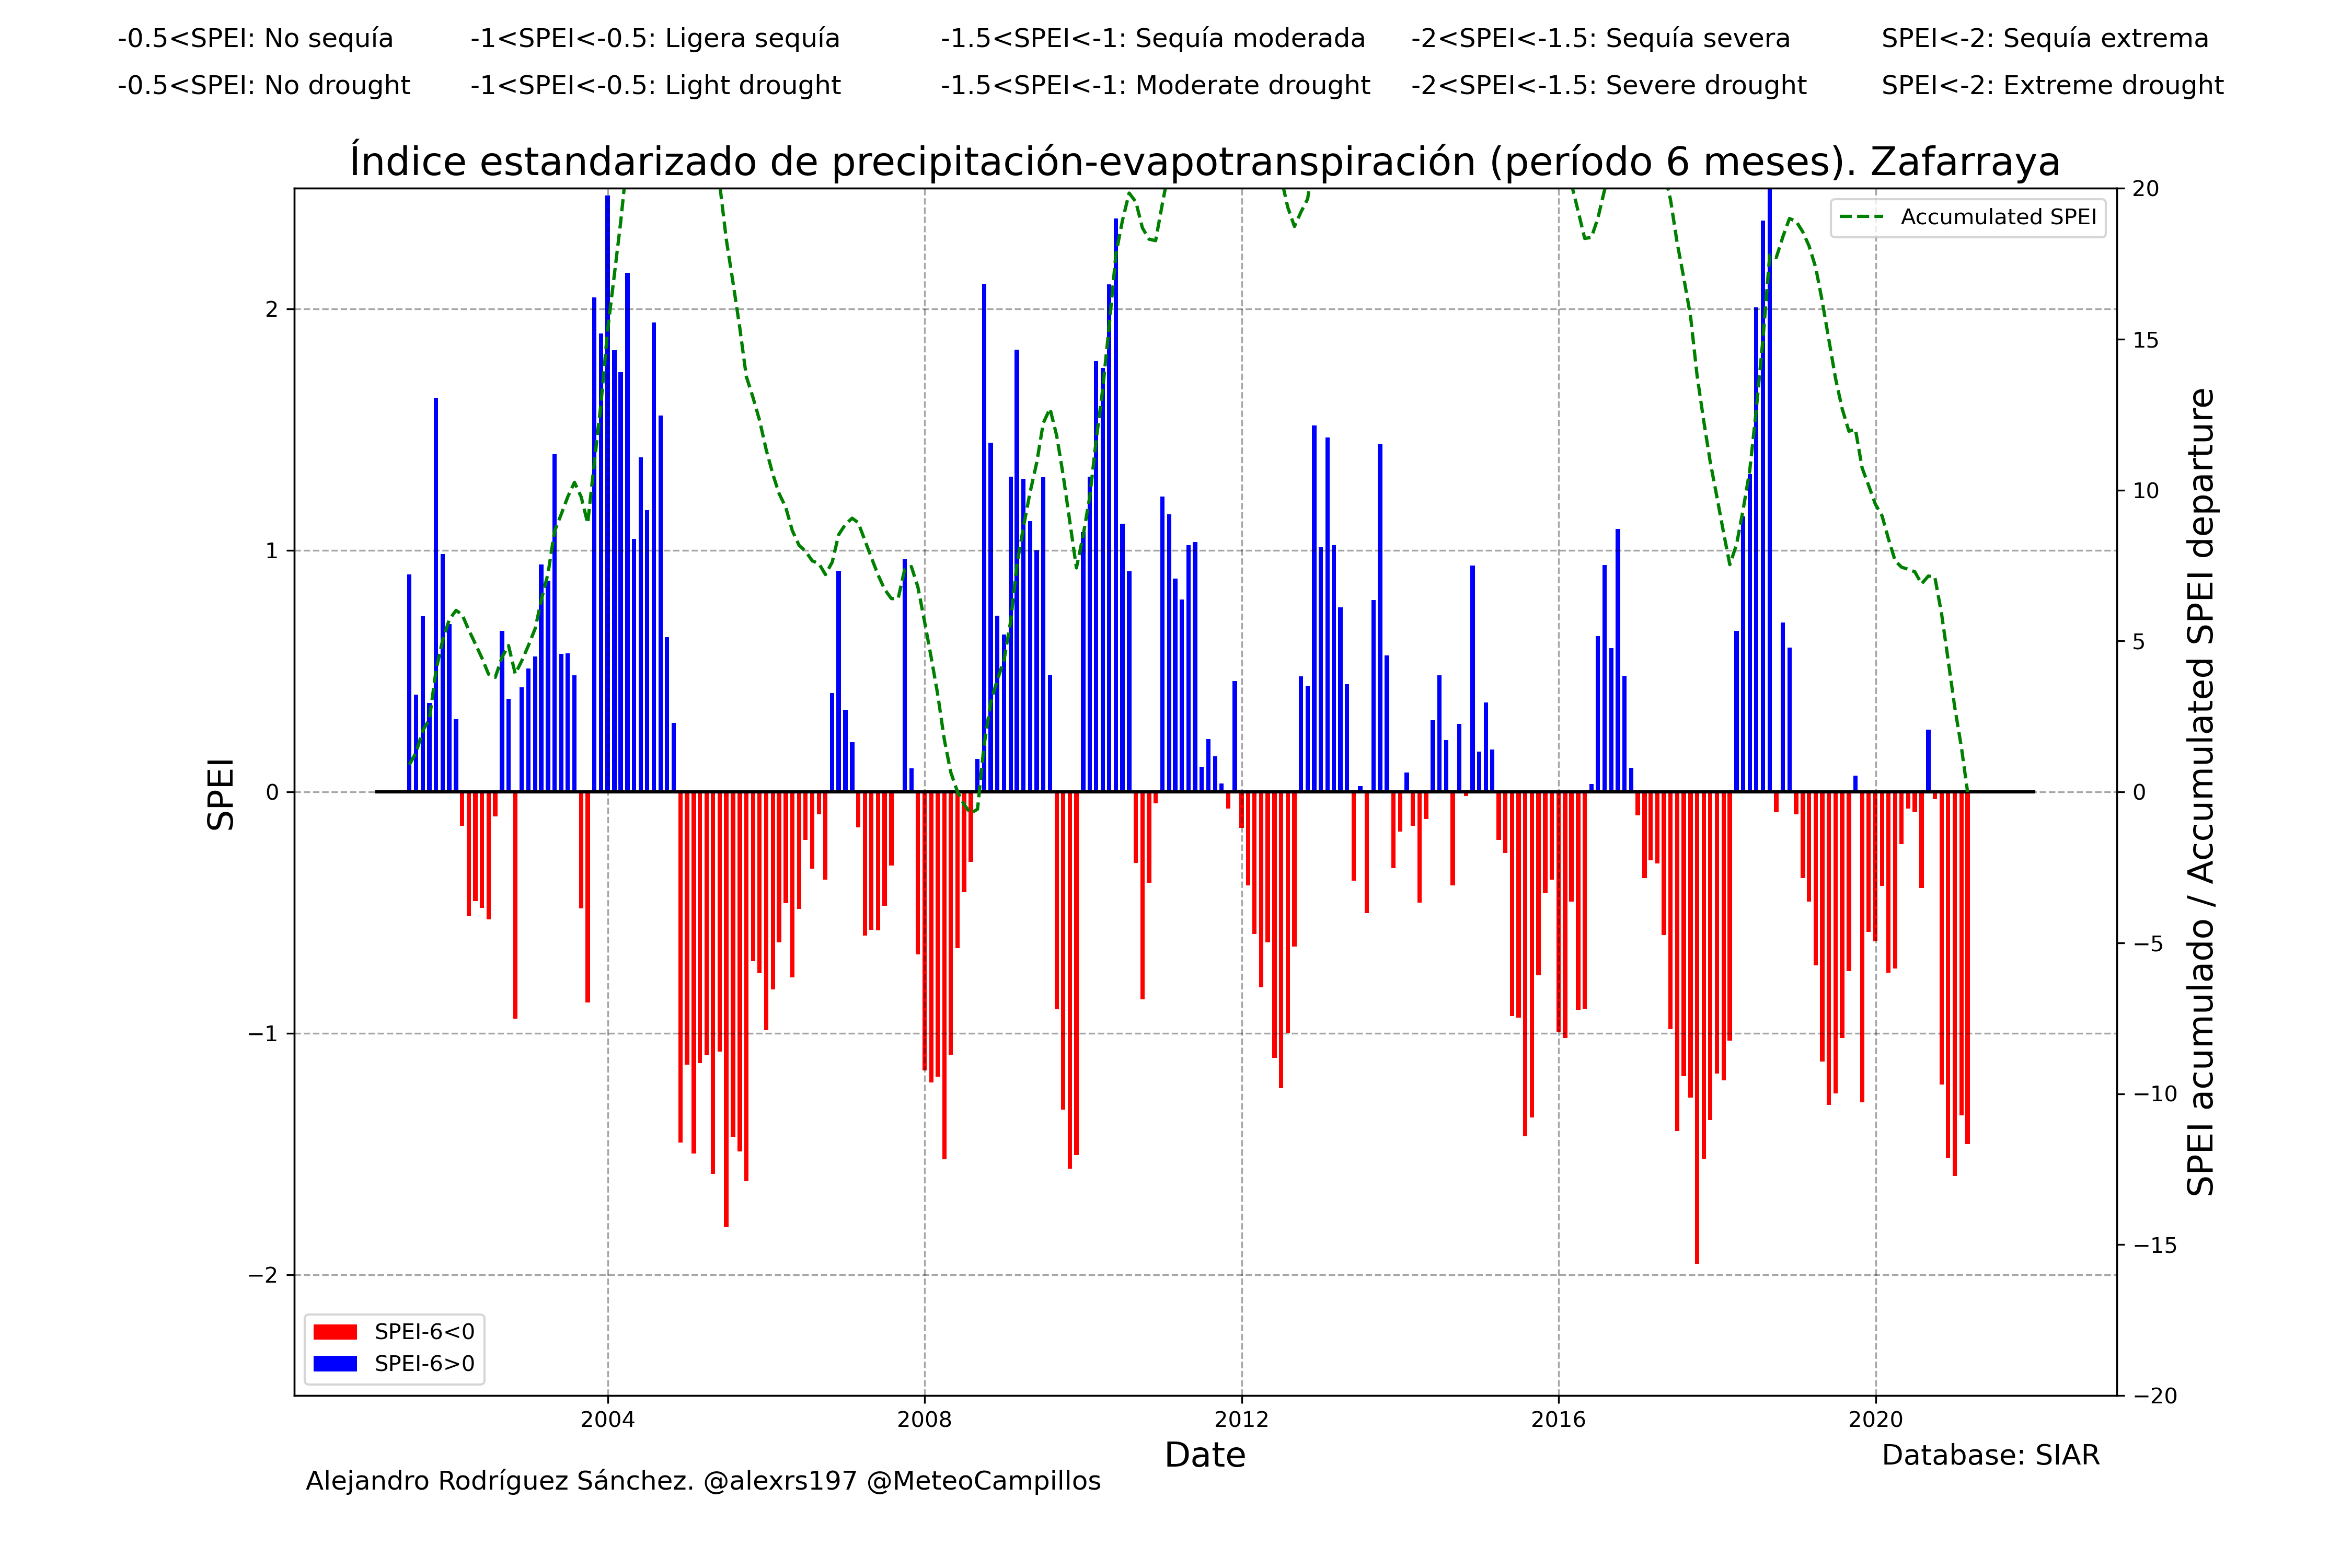 -0.5<SPEI: No sequía -1<SPEI<-0.5: Ligera sequía -1.5<SPEI<-1: Sequía moderada -2<SPEI<-1.5: Sequía severa SPEI<-2: Sequía extrema
-0.5<SPEI: No drought -1<SPEI<-0.5: Light drought -1.5<SPEI<-1: Moderate drought -2<SPEI<-1.5: Severe drought SPEI<-2: Extreme drought
Índice estandarizado de precipitación-evapotranspiración (período 6 meses). Zafarraya
Accumulated SPEI
SPEI
2
1
0
−1
−2
20
15
10
5
0
−5
−10
−15
−20
SPEI acumulado / Accumulated SPEI departure
SPEI-6<0
SPEI-6>0
2004 2008 2012 2016 2020
Date
Database: SIAR
Alejandro Rodríguez Sánchez. @alexrs197 @MeteoCampillos